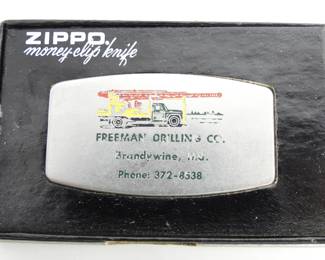 ZIPPO®
money-clip knife
FREEMAN DRILLING CO.
Brandywine, Md.
Phone: 372-8538